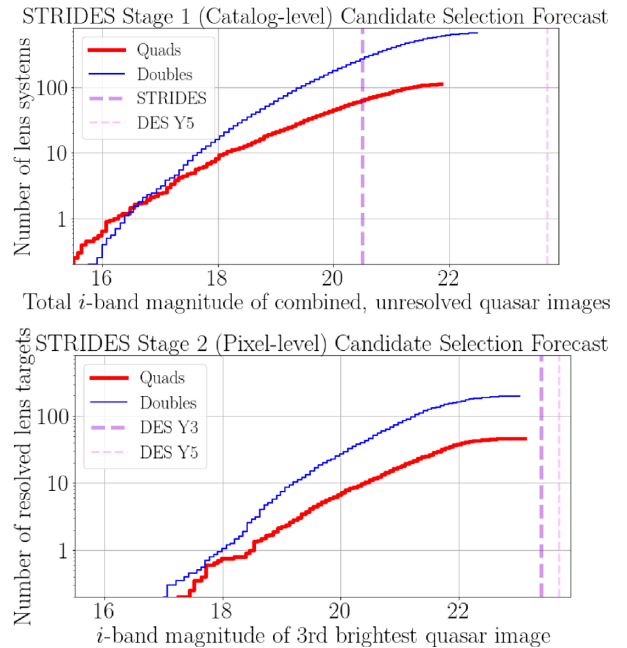 STRIDES Stage 1 (Catalog-level) Candidate Selection Forecast
Number of lens systems
100
10
1
Quads
Doubles
STRIDES
DES Y5
16 18 20 22
Total i-band magnitude of combined, unresolved quasar images
STRIDES Stage 2 (Pixel-level) Candidate Selection Forecast
Number of resolved lens targets
100
10
1
Quads
Doubles
DES Y3
DES Y5
16 18 20 22
i-band magnitude of 3rd brightest quasar image